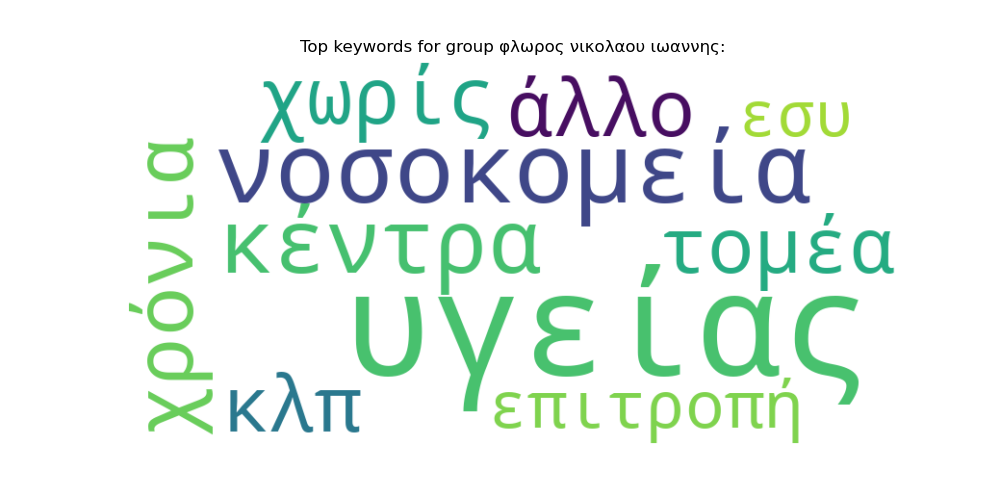 Top keywords for group φλωρος νικολαου ιωαννης:
χωρίς άλλο εσυ
νοσοκομεία
χρόνια
κέντρα τομέα
υγείας
κλπ επιτροπή